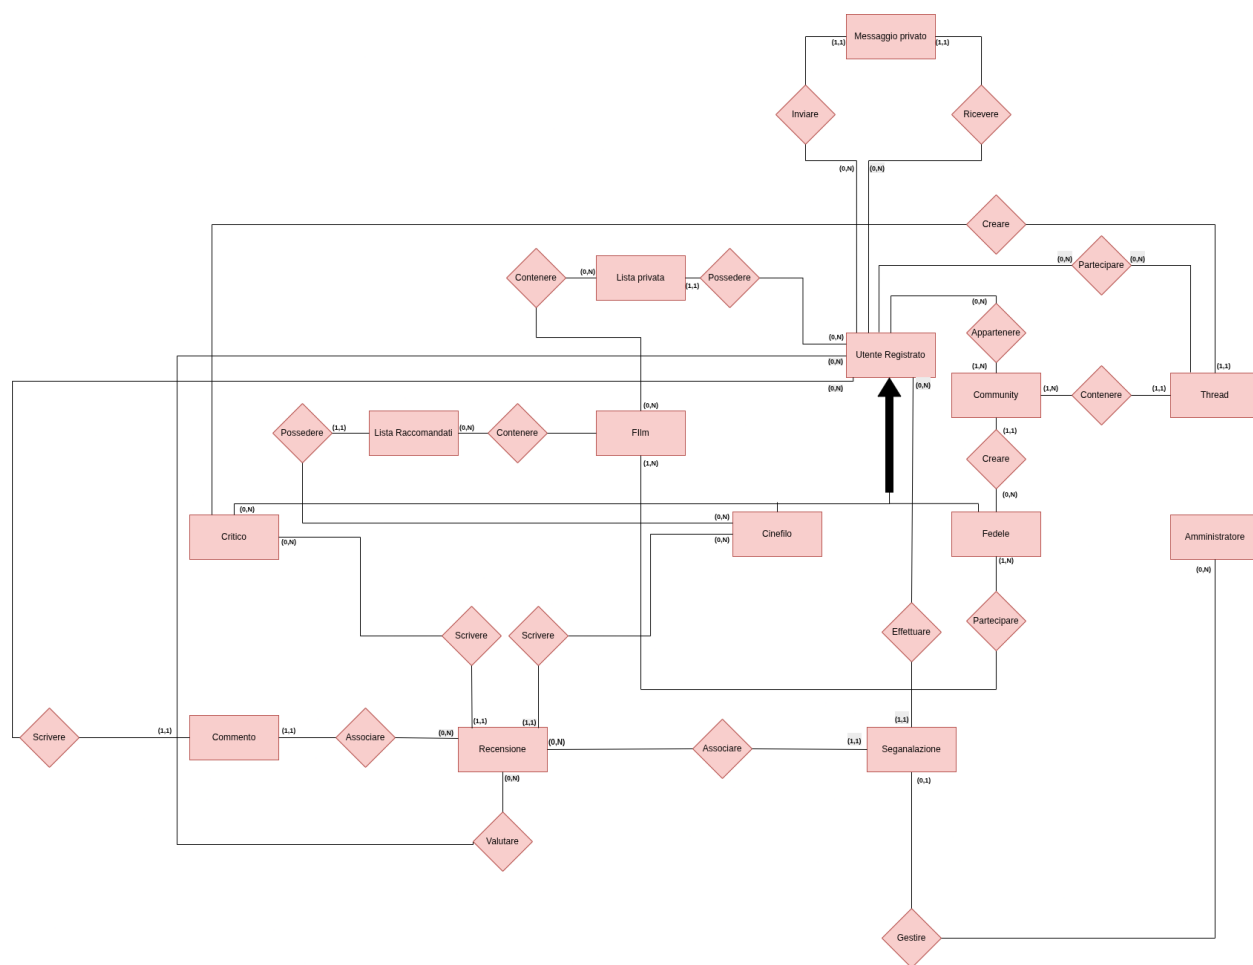 Messaggio privato
(1,1)
(1,1)
Inviare
Ricevere
(0,N)
(0,N)
Creare
Partecipare
(0,N)
(0,N)
Contenere
(0,N)
Lista privata
(1,1)
Possedere
(0,N)
Appartenere
(0,N)
Utente Registrato
(0,N)
(0,N)
(0,N)
(1,N)
(1,1)
Community
(1,N)
Contenere
(1,1)
Thread
(0,N)
Possedere
(1,1)
Lista Raccomandati
(0,N)
Contenere
FIlm
(1,N)
(1,1)
Creare
(0,N)
(0,N)
(0,N)
Critico
(0,N)
Cinefilo
(0,N)
Fedele
(1,N)
Amministratore
(0,N)
Scrivere
Scrivere
Effettuare
Partecipare
(1,1)
(1,1)
(1,1)
Scrivere
(1,1)
Commento
(1,1)
Associare
(0,N)
Recensione
(0,N)
Associare
(1,1)
Seganalazione
(0,N)
(0,1)
Valutare
Gestire